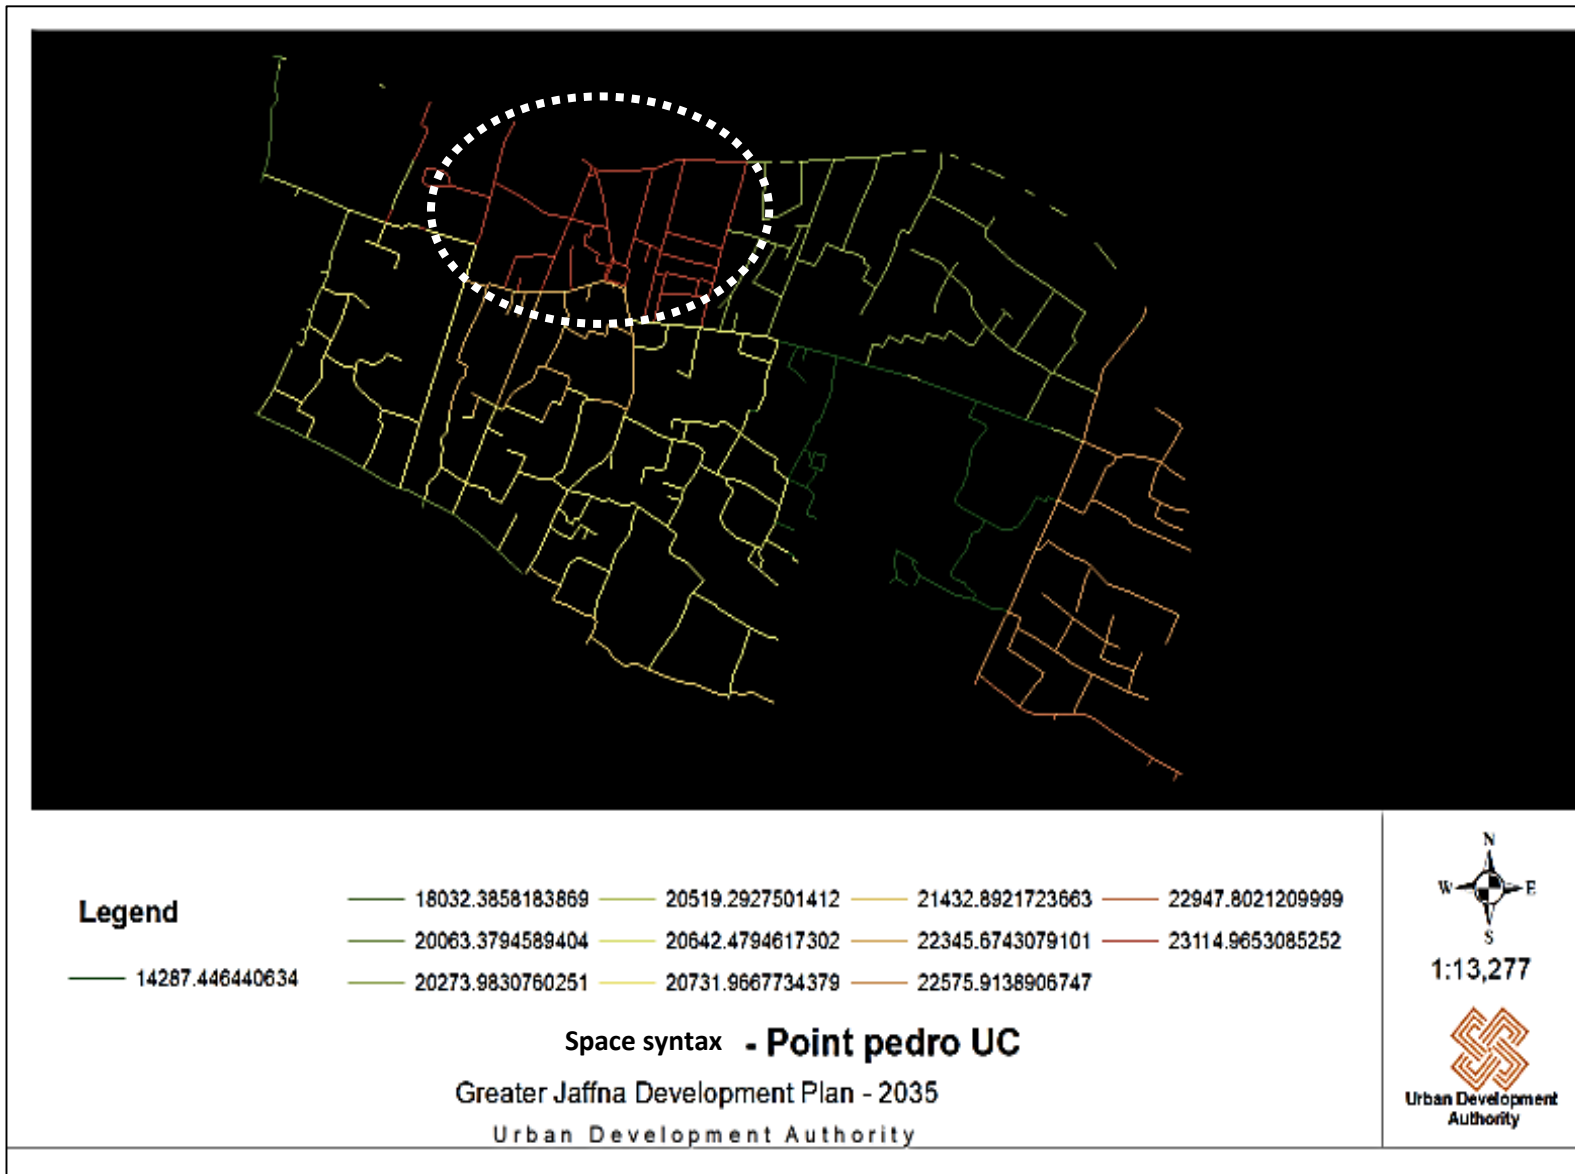 Legend
14287.446440634
18032.3858183869
20063.3794589404
20273.9830760251
20519.2927501412
20642.4794617302
20731.9667734379
21432.8921723663
22345.6743079101
22575.9138906747
22947.8021209999
23114.9653085252
Space syntax - Point pedro UC
Greater Jaffna Development Plan - 2035
Urban Development Authority
N
W E
S
1:13,277
Urban Development
Authority